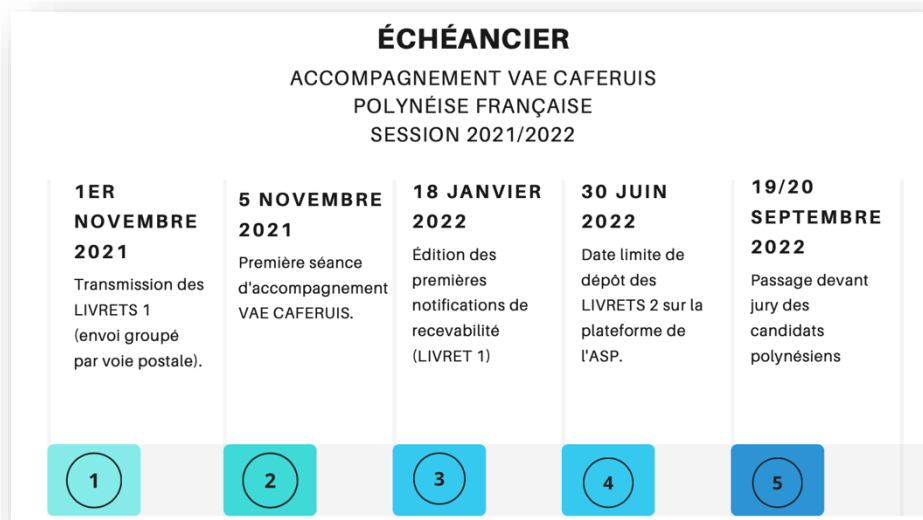 ÉCHÉANCIER
ACCOMPAGNEMENT VAE CAFERUIS
POLYNÉISE FRANÇAISE
SESSION 2021/2022
1ER
NOVEMBRE
2021
Transmission des
LIVRETS 1
(envoi groupé
par voie postale).
5 NOVEMBRE
2021
Première séance
d'accompagnement
VAE CAFERUIS.
18 JANVIER
2022
Édition des
premières
notifications de
recevabilité
(LIVRET 1)
30 JUIN
2022
Date limite de
dépôt des
LIVRETS 2 sur la
plateforme de
l'ASP.
19/20
SEPTEMBRE
2022
Passage devant
jury des
candidats
polynésiens
1
2
3
4
5